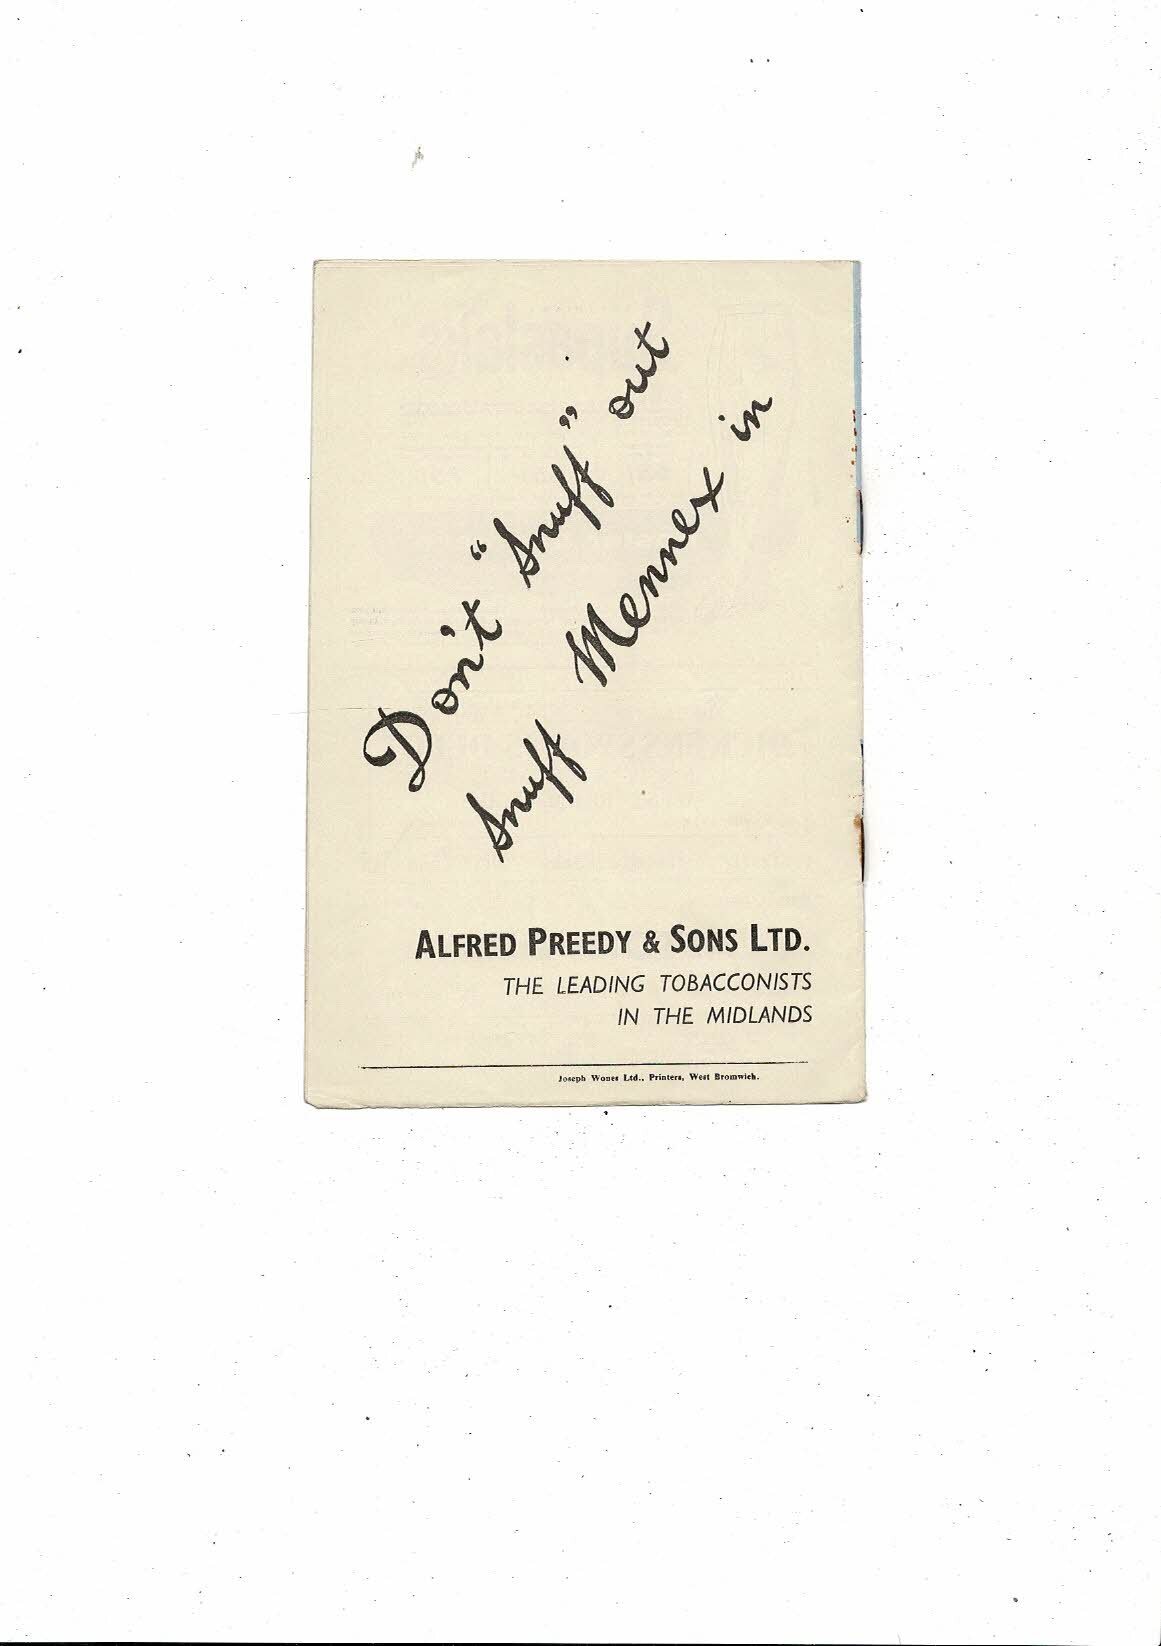 Don't "Snuff" out
Snuff Mennex in
ALFRED PREEDY & SONS LTD.
THE LEADING TOBACCONISTS
IN THE MIDLANDS
Joseph Wones Ltd., Printers, West Bromwich.